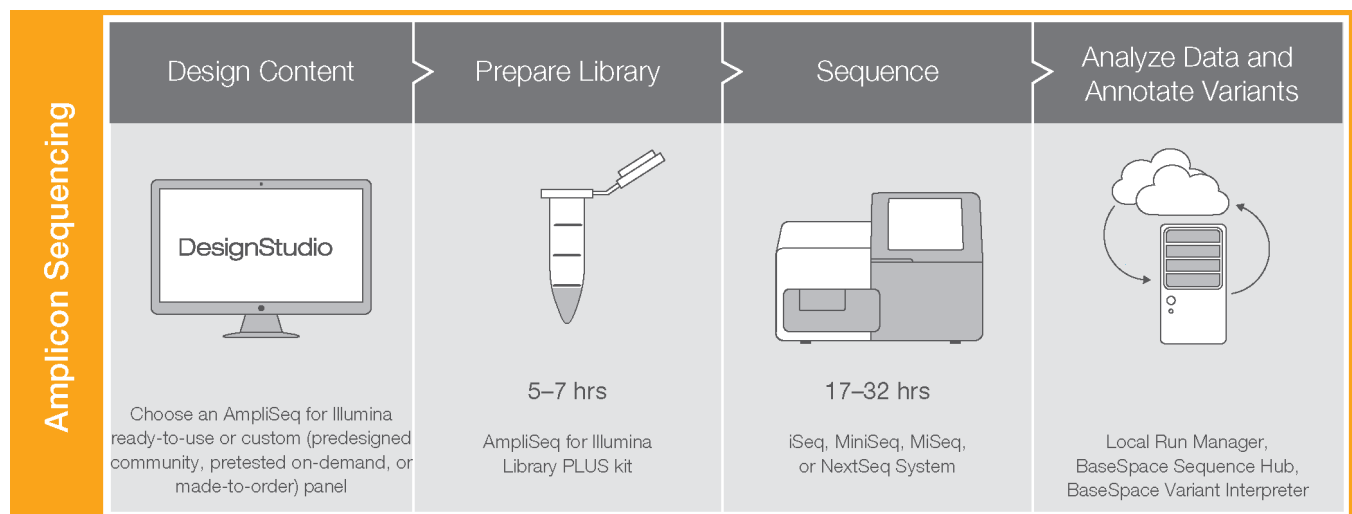 Amplicon Sequencing
Design Content
Prepare Library
Sequence
Analyze Data and
Annotate Variants
DesignStudio
Choose an AmpliSeq for Illumina
ready-to-use or custom (predesigned
community, pretested on-demand, or
made-to-order) panel
5–7 hrs
AmpliSeq for Illumina
Library PLUS kit
17–32 hrs
iSeq, MiniSeq, MiSeq,
or NextSeq System
Local Run Manager,
BaseSpace Sequence Hub,
BaseSpace Variant Interpreter